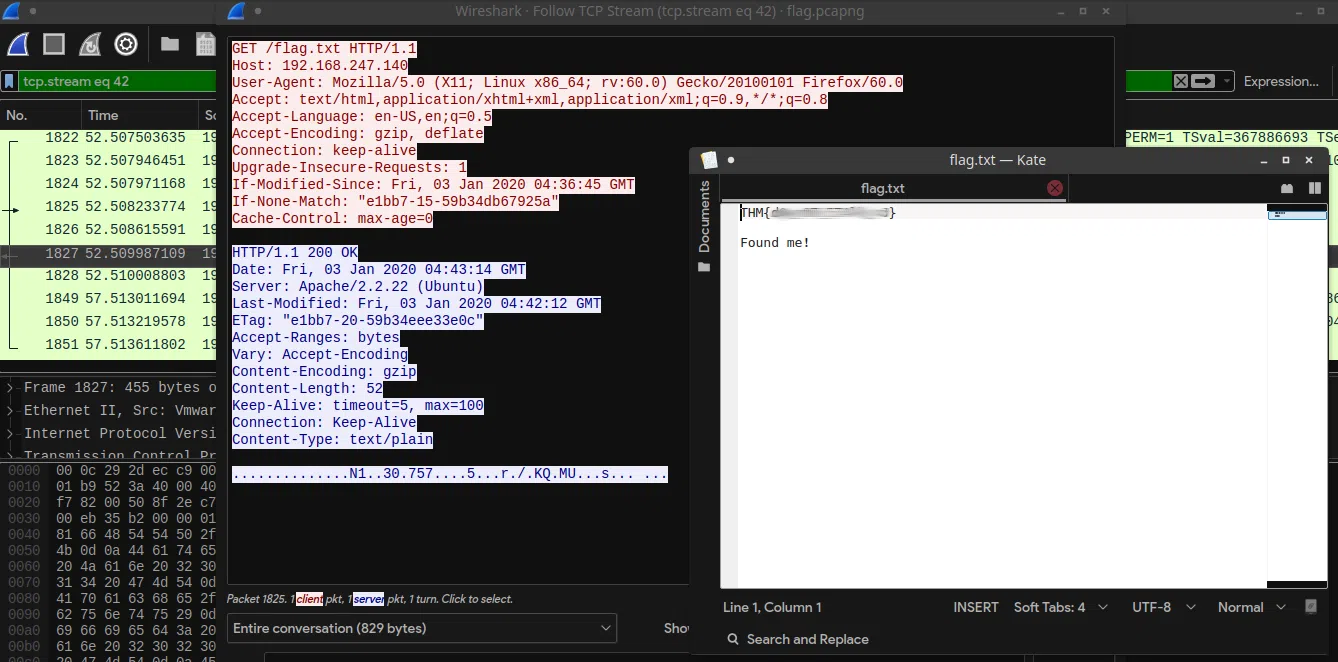 Wireshark · Follow TCP Stream (tcp.stream eq 42) · flag.pcapng
tcp.stream eq 42
Expression...
No. Time
1822 52.507503635 19
1823 52.507946451 19
1824 52.507971168 19
1825 52.508233774 19
1826 52.508615591 19
1827 52.509987109 19
1828 52.510008803 19
1849 57.513011694 19
1850 57.513219578 19
1851 57.513611802 19
PERM=1 TSval=367886693 TSe
Frame 1827: 455 bytes o
Ethernet II, Src: Vmwar
Internet Protocol Versi
Transmission Control Pr
0000 00 0c 29 2d ec c9 00
0010 01 b9 52 3a 40 00 40
0020 f7 82 00 50 8f 2e c7
0030 00 eb 35 b2 00 00 01
0040 81 66 48 54 54 50 2f
0050 4b 0d 0a 44 61 74 65
0060 20 4a 61 6e 20 32 30
0070 31 34 20 47 4d 54 0d
0080 41 70 61 63 68 65 2f
0090 62 75 6e 74 75 29 0d
00a0 69 66 69 65 64 3a 20
00b0 61 6e 20 32 30 32 30
GET /flag.txt HTTP/1.1
Host: 192.168.247.140
User-Agent: Mozilla/5.0 (X11; Linux x86_64; rv:60.0) Gecko/20100101 Firefox/60.0
Accept: text/html,application/xhtml+xml,application/xml;q=0.9,*/*;q=0.8
Accept-Language: en-US,en;q=0.5
Accept-Encoding: gzip, deflate
Connection: keep-alive
Upgrade-Insecure-Requests: 1
If-Modified-Since: Fri, 03 Jan 2020 04:36:45 GMT
If-None-Match: "e1bb7-15-59b34db67925a"
Cache-Control: max-age=0
HTTP/1.1 200 OK
Date: Fri, 03 Jan 2020 04:43:14 GMT
Server: Apache/2.2.22 (Ubuntu)
Last-Modified: Fri, 03 Jan 2020 04:42:12 GMT
ETag: "e1bb7-20-59b34eee33e0c"
Accept-Ranges: bytes
Vary: Accept-Encoding
Content-Encoding: gzip
Content-Length: 52
Keep-Alive: timeout=5, max=100
Connection: Keep-Alive
Content-Type: text/plain
..............N1..30.757....5...r./.KQ.MU...s... ...
Packet 1825. 1 client pkt, 1 server pkt, 1 turn. Click to select.
Entire conversation (829 bytes)
Show
flag.txt — Kate
Documents
flag.txt
THM{ }
Found me!
Line 1, Column 1
INSERT
Soft Tabs: 4
UTF-8
Normal
Search and Replace